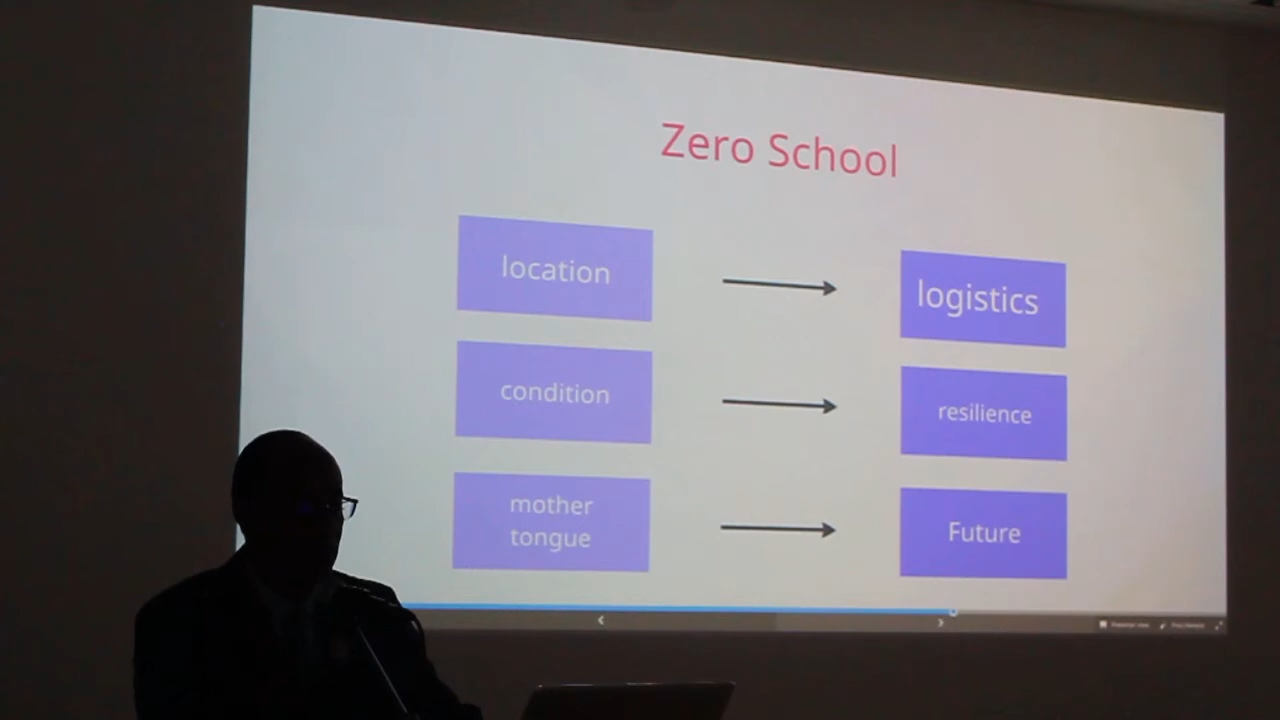 Zero School
location
logistics
condition
resilience
mother
tongue
Future